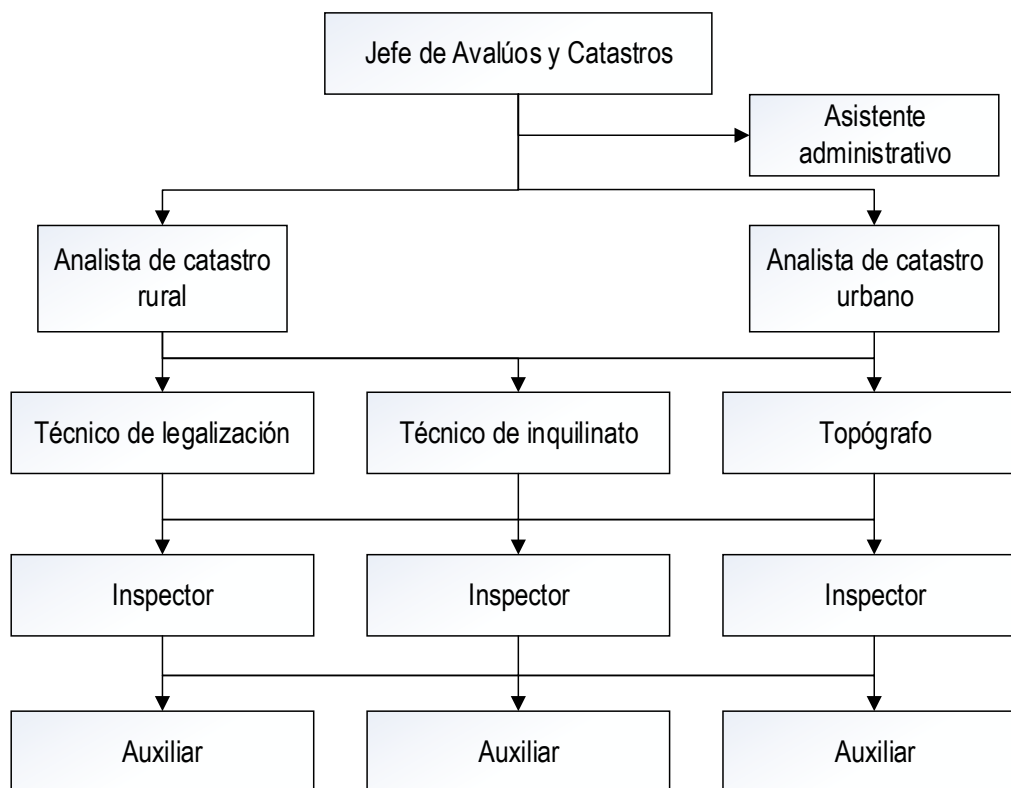 Jefe de Avalúos y Catastros
Asistente
administrativo
Analista de catastro
rural
Analista de catastro
urbano
Técnico de legalización
Técnico de inquilinato
Topógrafo
Inspector
Inspector
Inspector
Auxiliar
Auxiliar
Auxiliar